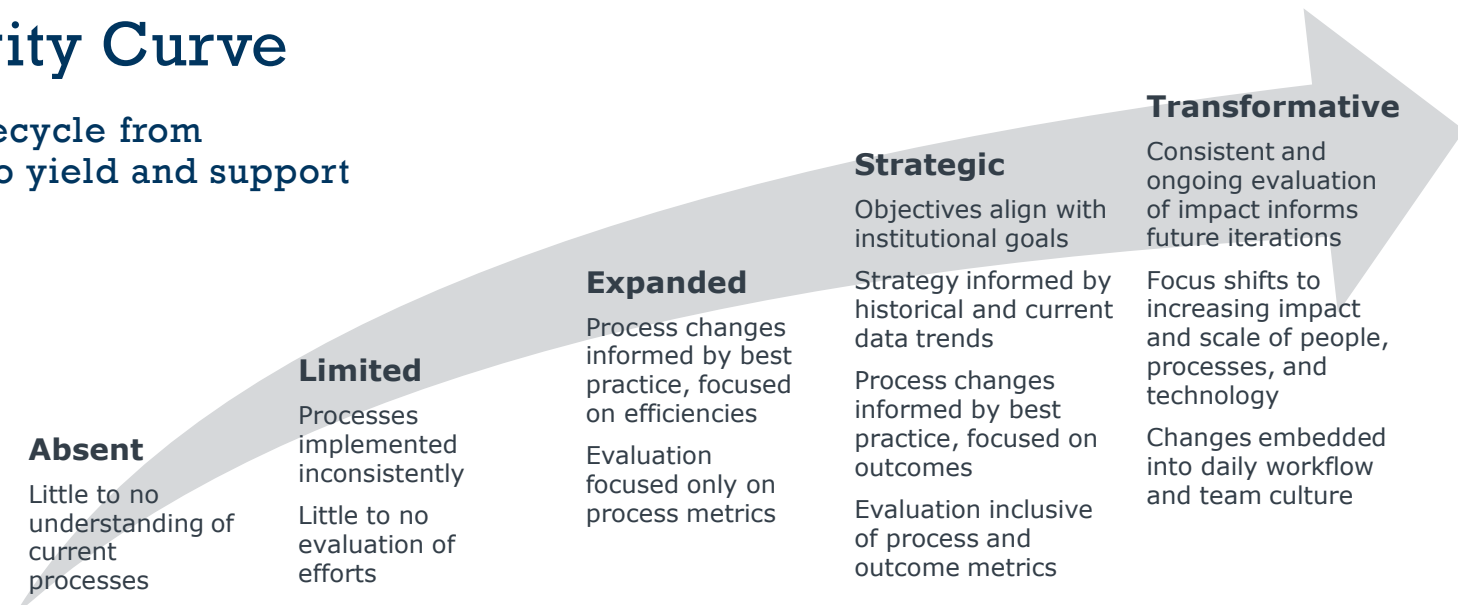 ity Curve
ecycle from
o yield and support
Absent
Little to no
understanding of
current
processes
Limited
Processes
implemented
inconsistently
Little to no
evaluation of
efforts
Expanded
Process changes
informed by best
practice, focused
on efficiencies
Evaluation
focused only on
process metrics
Strategic
Objectives align with
institutional goals
Strategy informed by
historical and current
data trends
Process changes
informed by best
practice, focused on
outcomes
Evaluation inclusive
of process and
outcome metrics
Transformative
Consistent and
ongoing evaluation
of impact informs
future iterations
Focus shifts to
increasing impact
and scale of people,
processes, and
technology
Changes embedded
into daily workflow
and team culture